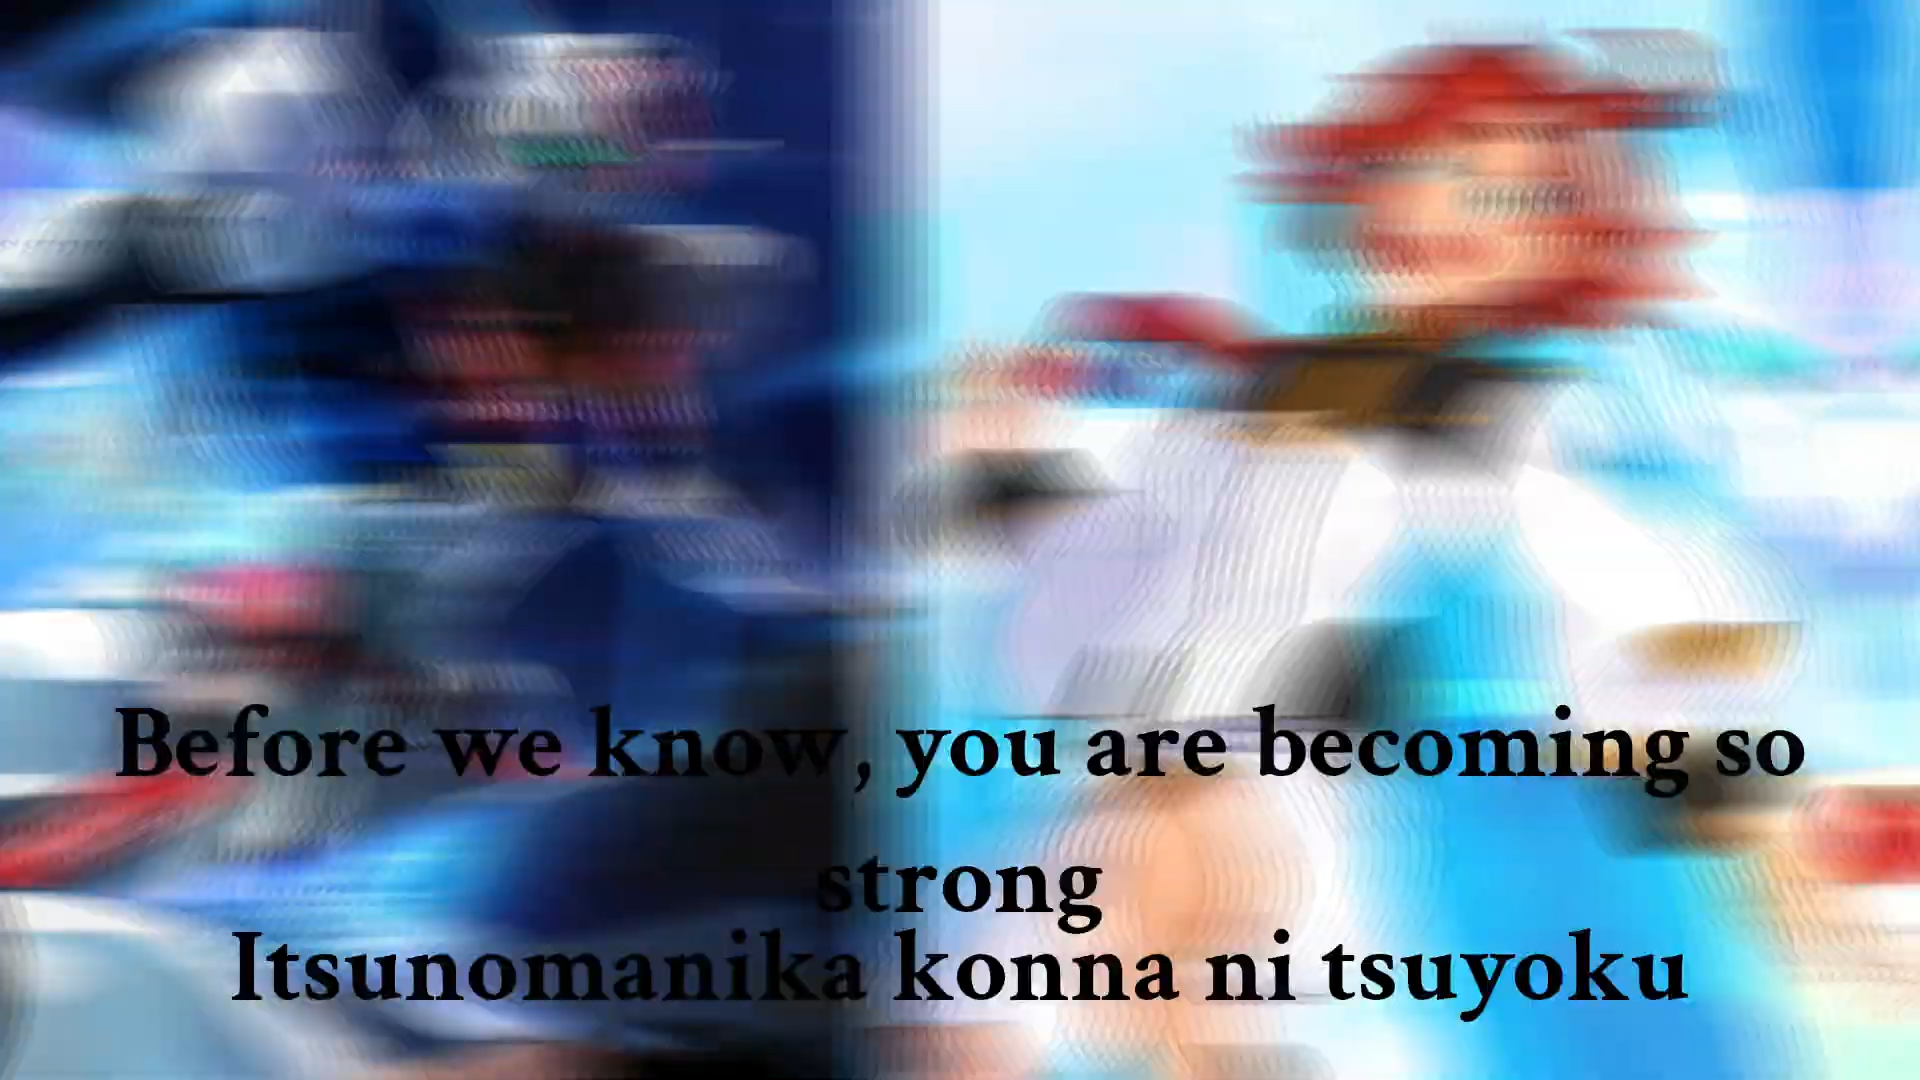 Before we know, you are becoming so
strong
Itsunomanika konna ni tsuyoku